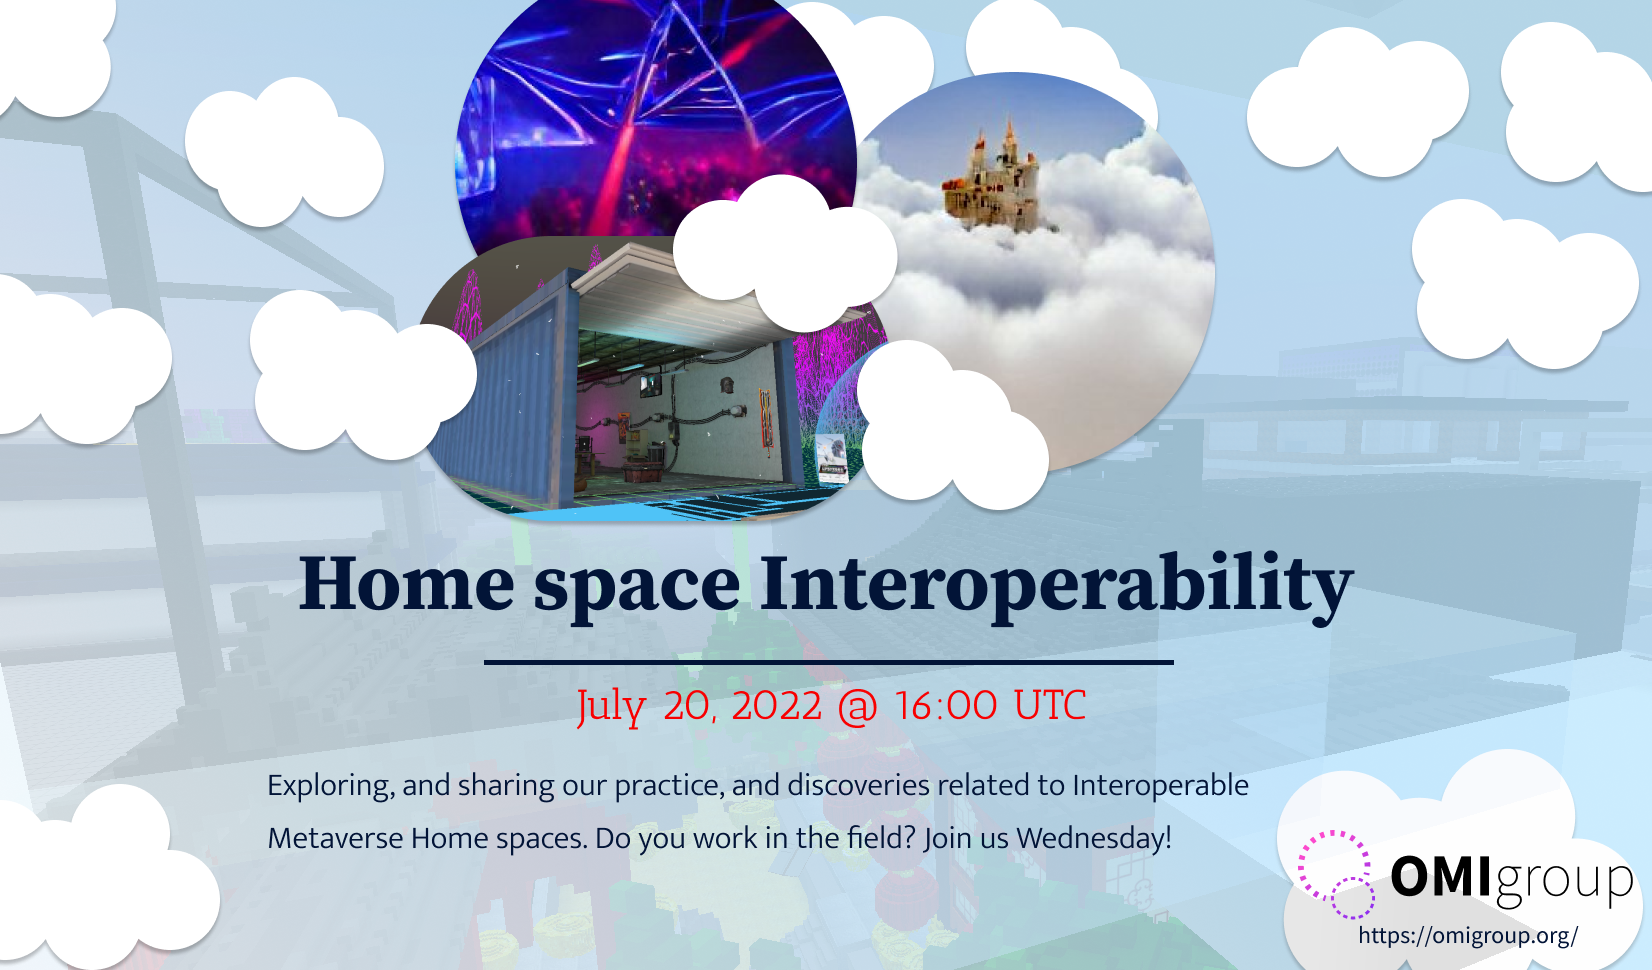 Home space Interoperability
July 20, 2022 @ 16:00 UTC
Exploring, and sharing our practice, and discoveries related to Interoperable
Metaverse Home spaces. Do you work in the field? Join us Wednesday!
OMIgroup
https://omigroup.org/